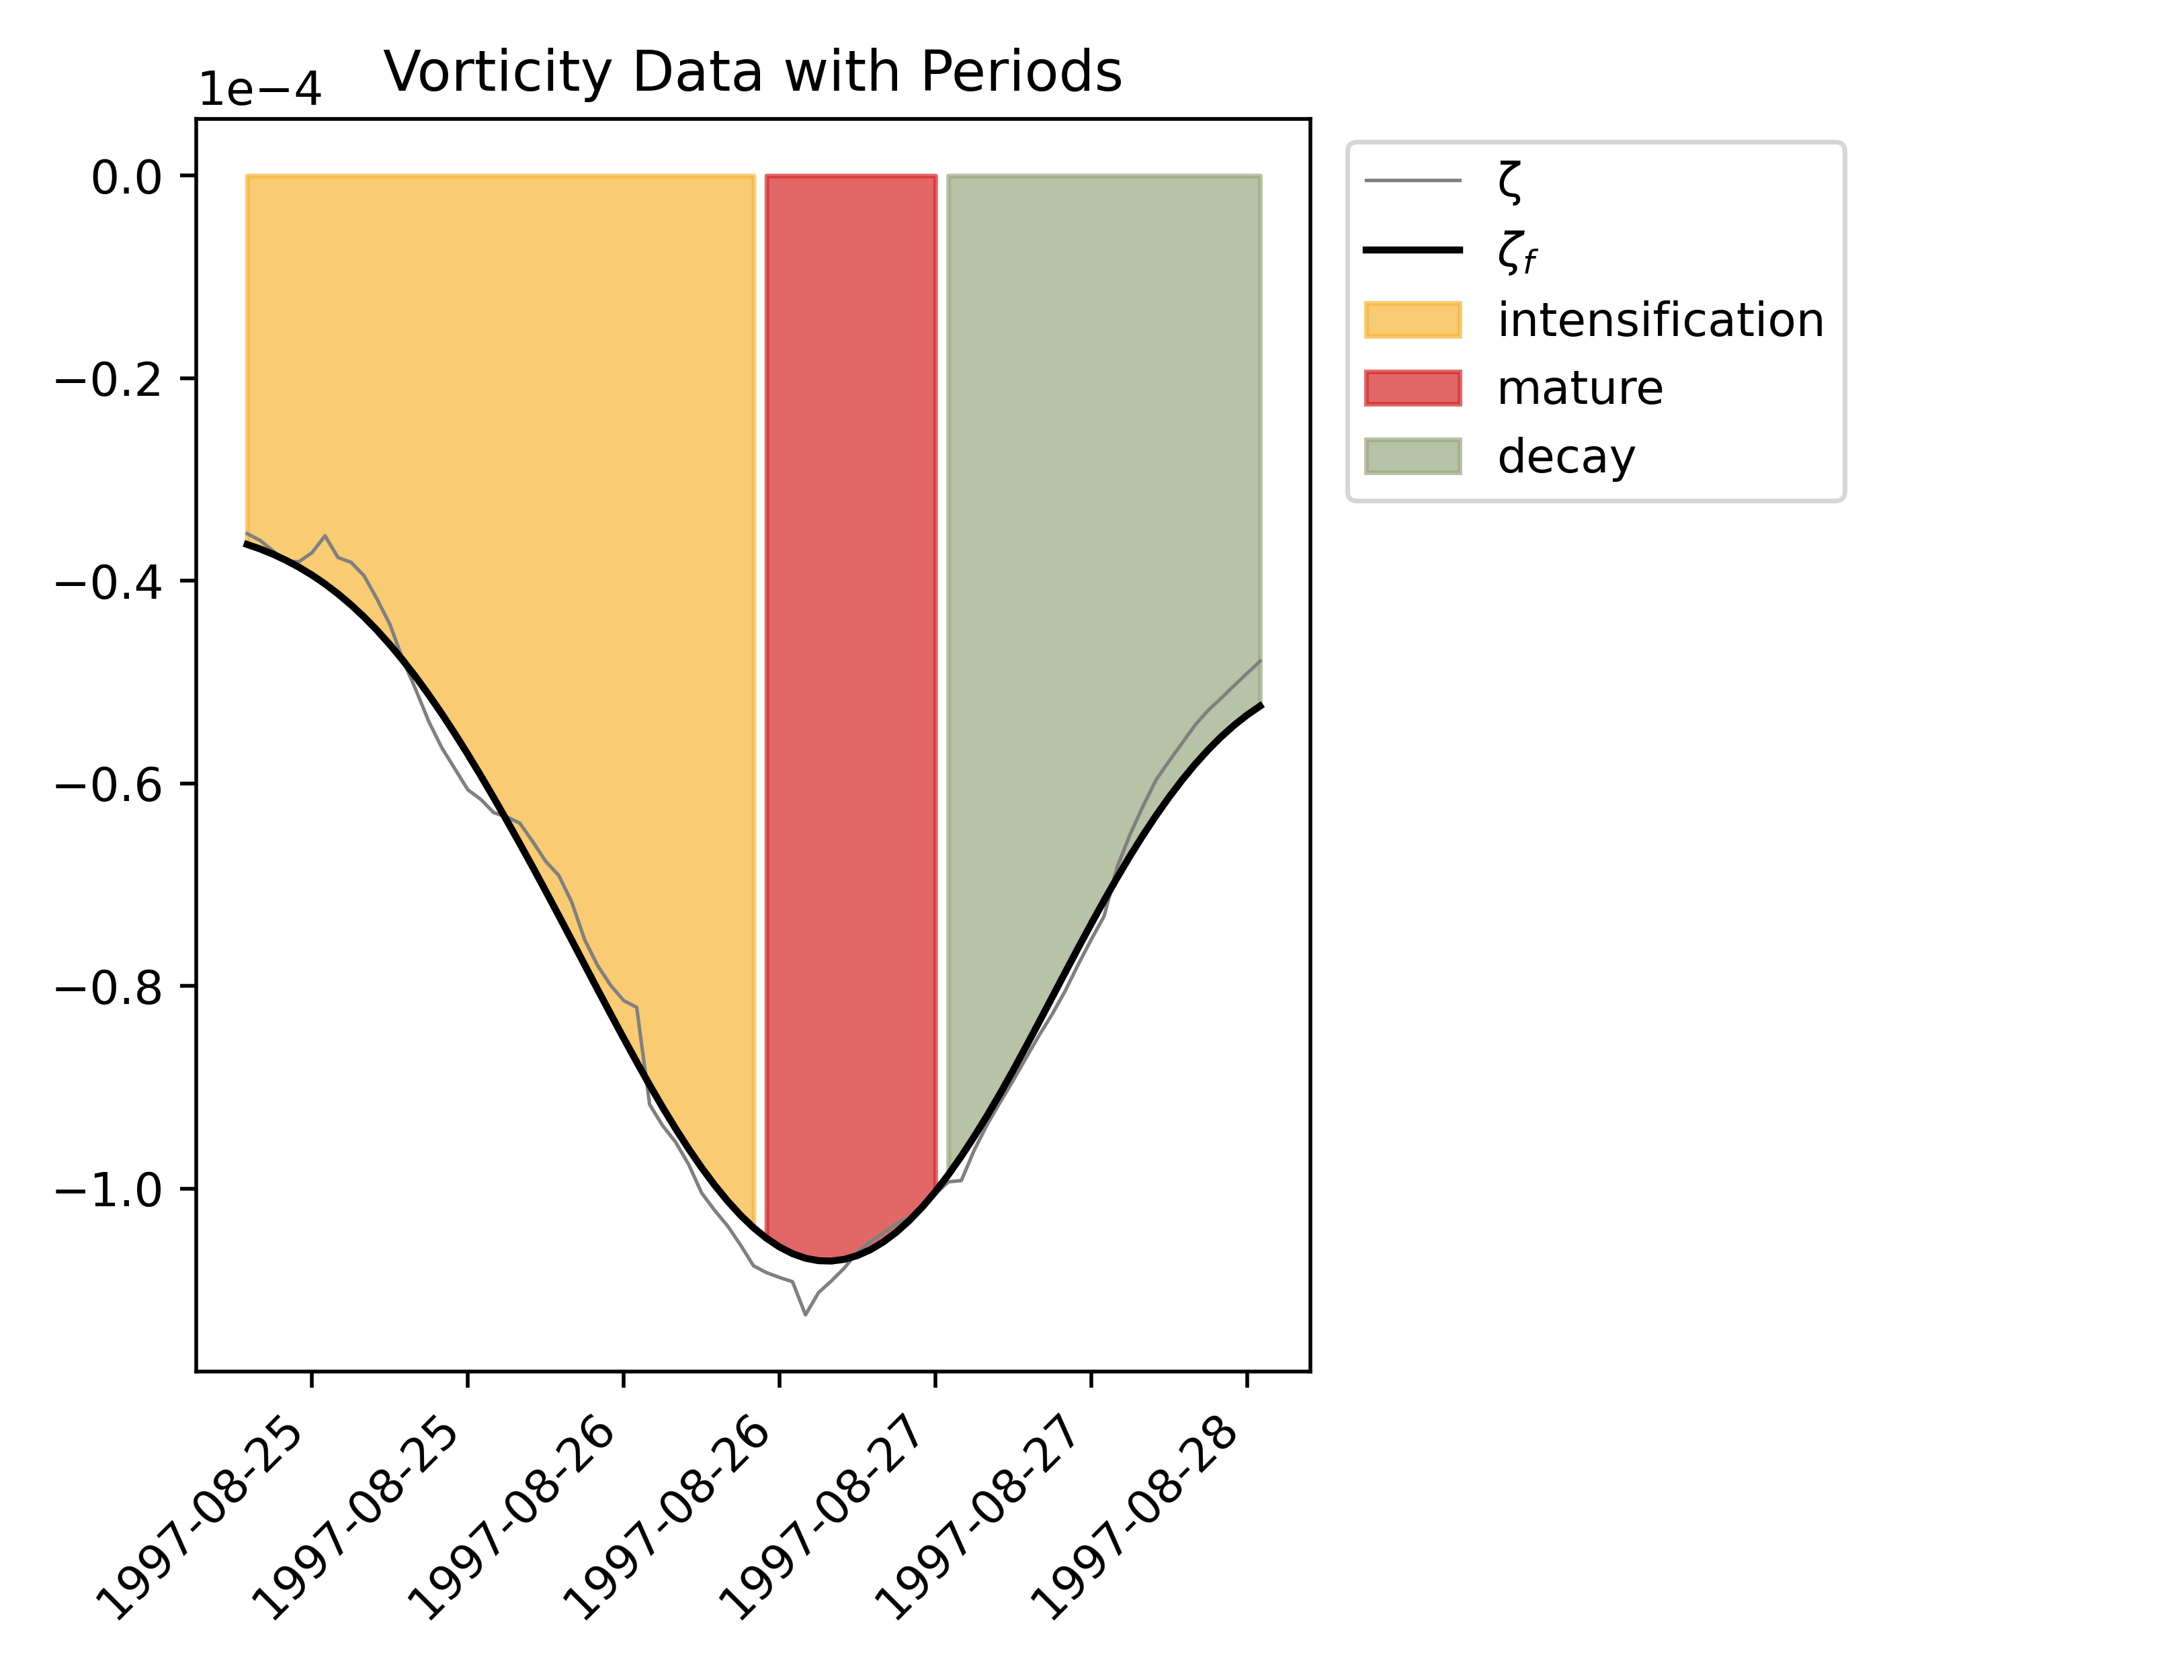 Vorticity Data with Periods
1e−4
0.0
−0.2
−0.4
−0.6
−0.8
−1.0
1997-08-25
1997-08-25
1997-08-26
1997-08-26
1997-08-27
1997-08-27
1997-08-28
ζ
ζf
intensification
mature
decay